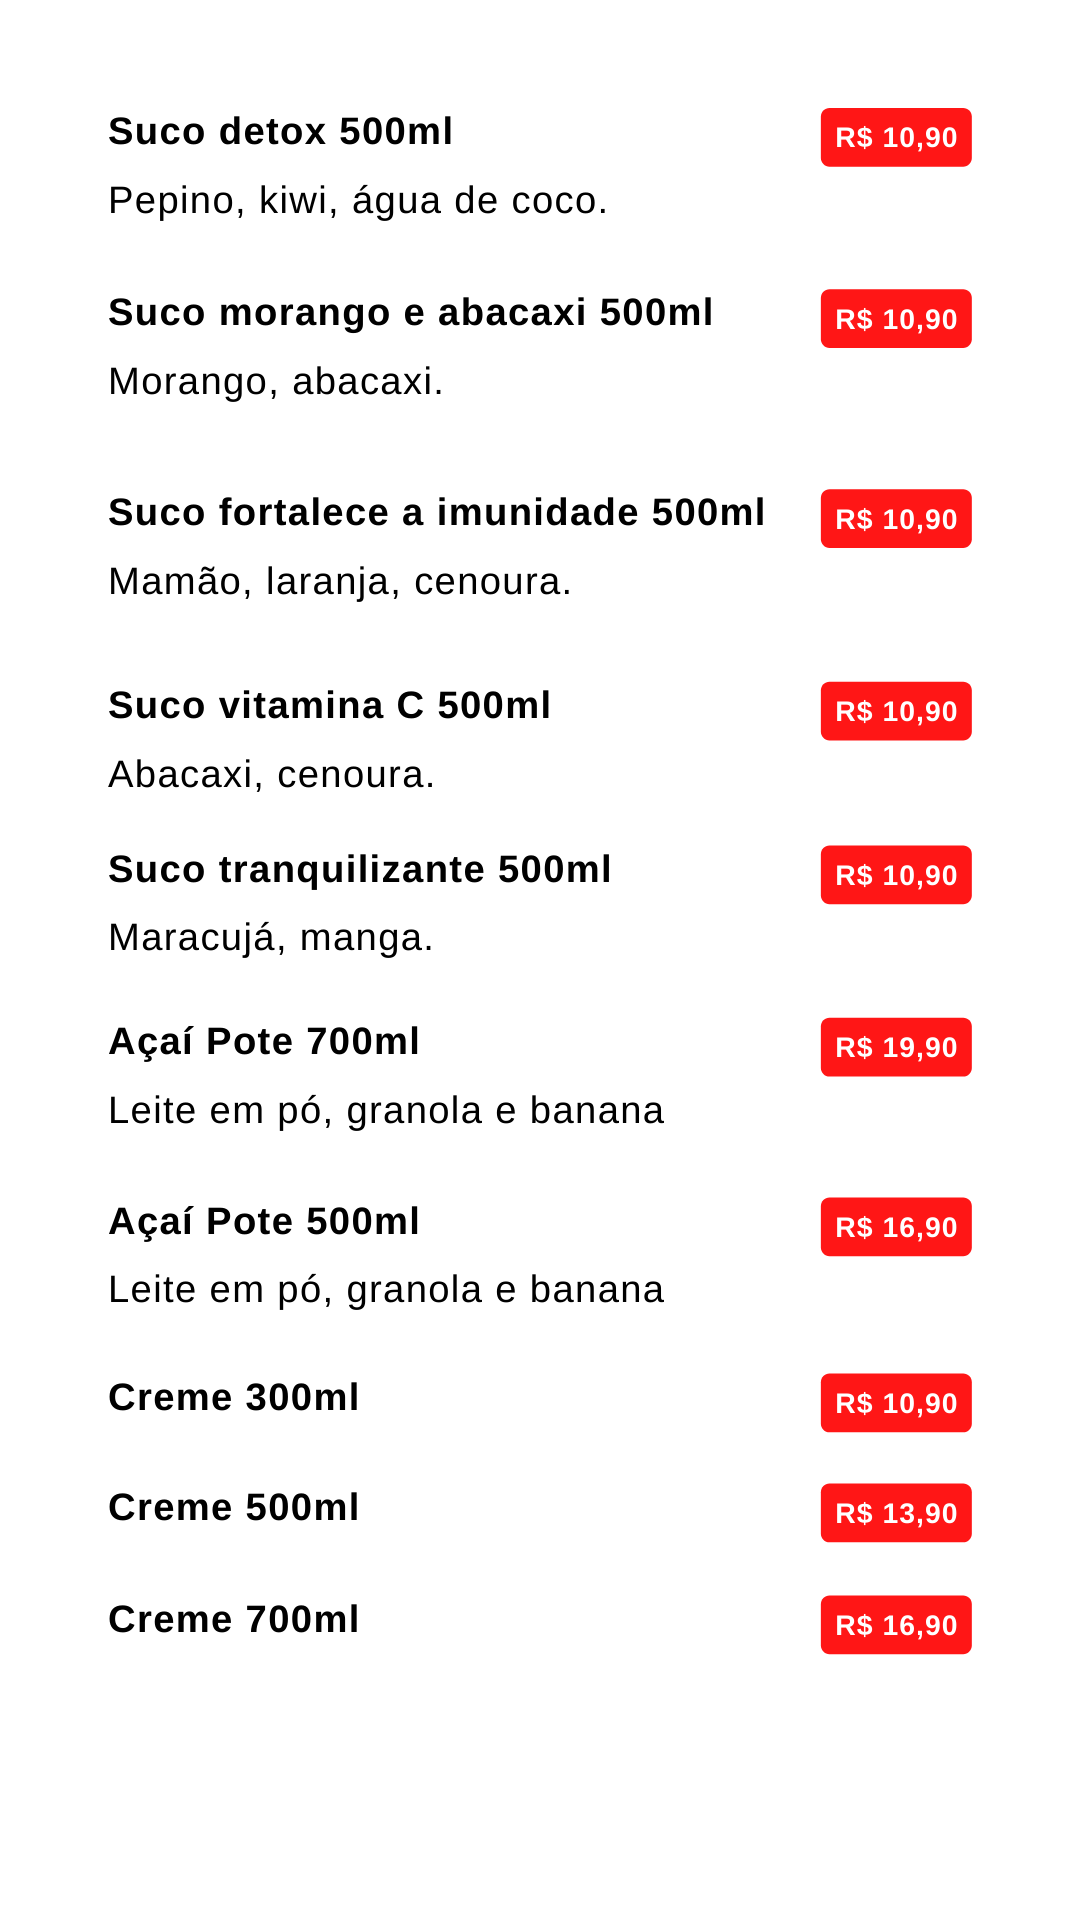 Suco detox 500ml R$ 10,90
Pepino, kiwi, água de coco.
Suco morango e abacaxi 500ml R$ 10,90
Morango, abacaxi.
Suco fortalece a imunidade 500ml R$ 10,90
Mamão, laranja, cenoura.
Suco vitamina C 500ml R$ 10,90
Abacaxi, cenoura.
Suco tranquilizante 500ml R$ 10,90
Maracujá, manga.
Açaí Pote 700ml R$ 19,90
Leite em pó, granola e banana
Açaí Pote 500ml R$ 16,90
Leite em pó, granola e banana
Creme 300ml R$ 10,90
Creme 500ml R$ 13,90
Creme 700ml R$ 16,90